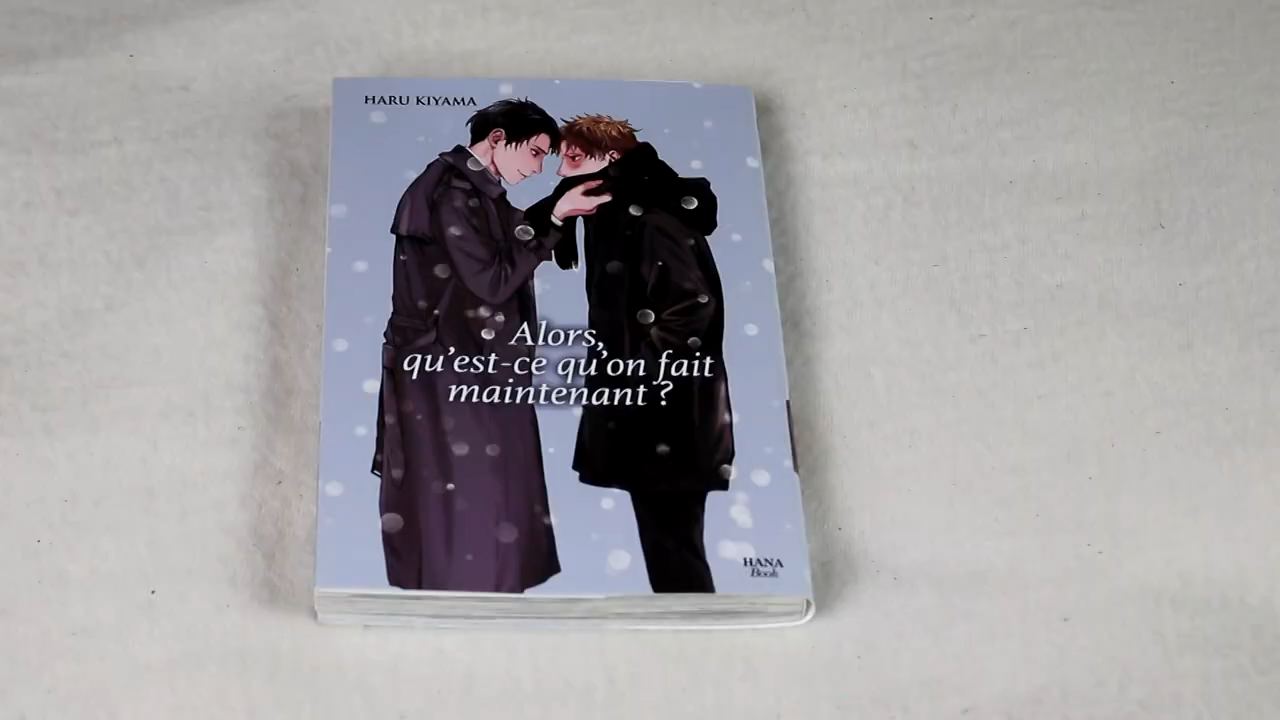 HARU KIYAMA
Alors,
qu'est-ce qu'on fait
maintenant ?
HANA
Book